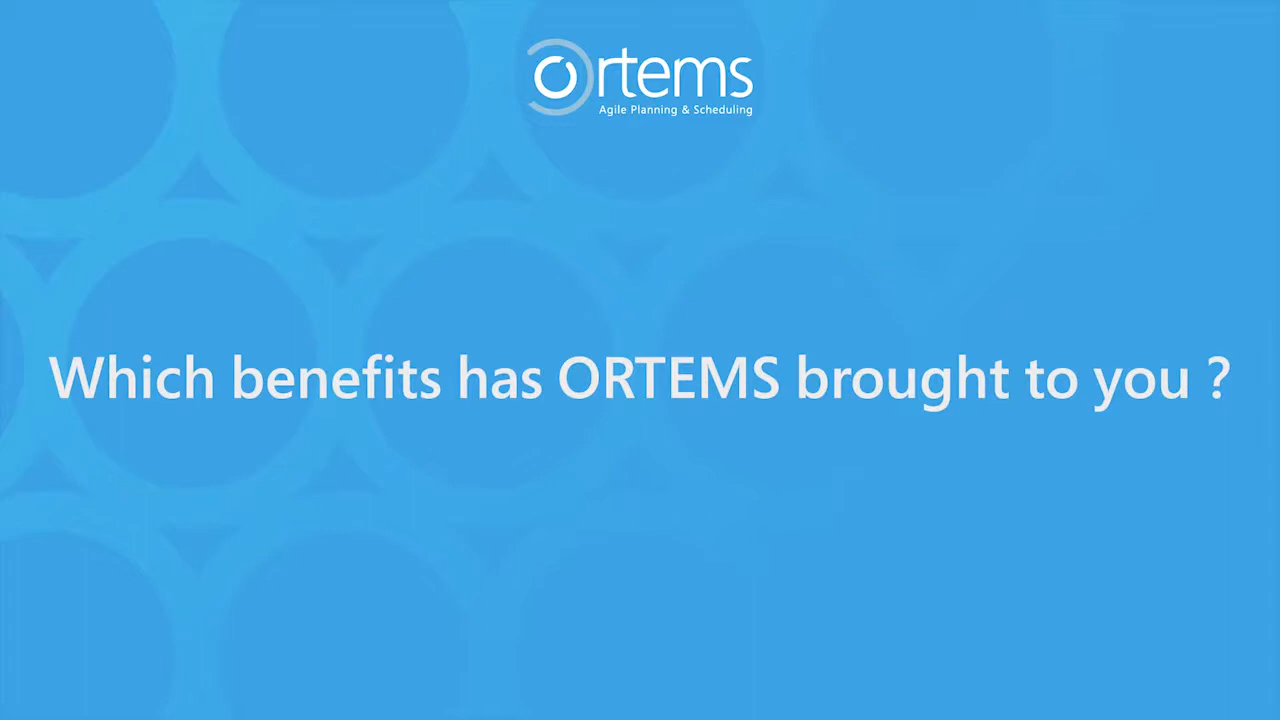 Ortems
Agile Planning & Scheduling
Which benefits has ORTEMS brought to you ?